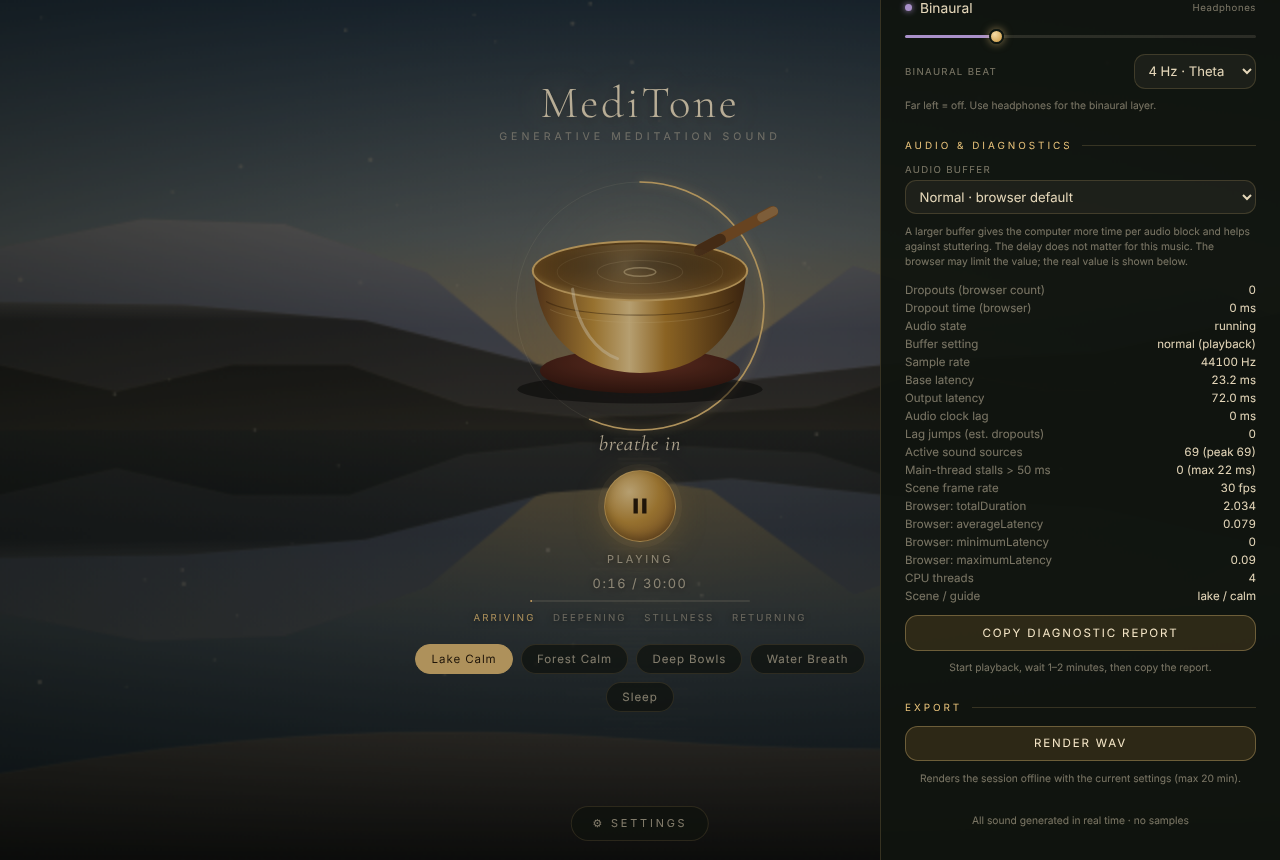 MediTone
GENERATIVE MEDITATION SOUND
breathe in
PLAYING
0:16 / 30:00
ARRIVING DEEPENING STILLNESS RETURNING
Lake Calm Forest Calm Deep Bowls Water Breath
Sleep
⚙ SETTINGS
Binaural Headphones
BINAURAL BEAT 4 Hz · Theta
Far left = off. Use headphones for the binaural layer.
AUDIO & DIAGNOSTICS
AUDIO BUFFER
Normal · browser default
A larger buffer gives the computer more time per audio block and helps
against stuttering. The delay does not matter for this music. The
browser may limit the value; the real value is shown below.
Dropouts (browser count) 0
Dropout time (browser) 0 ms
Audio state running
Buffer setting normal (playback)
Sample rate 44100 Hz
Base latency 23.2 ms
Output latency 72.0 ms
Audio clock lag 0 ms
Lag jumps (est. dropouts) 0
Active sound sources 69 (peak 69)
Main-thread stalls > 50 ms 0 (max 22 ms)
Scene frame rate 30 fps
Browser: totalDuration 2.034
Browser: averageLatency 0.079
Browser: minimumLatency 0
Browser: maximumLatency 0.09
CPU threads 4
Scene / guide lake / calm
COPY DIAGNOSTIC REPORT
Start playback, wait 1–2 minutes, then copy the report.
EXPORT
RENDER WAV
Renders the session offline with the current settings (max 20 min).
All sound generated in real time · no samples